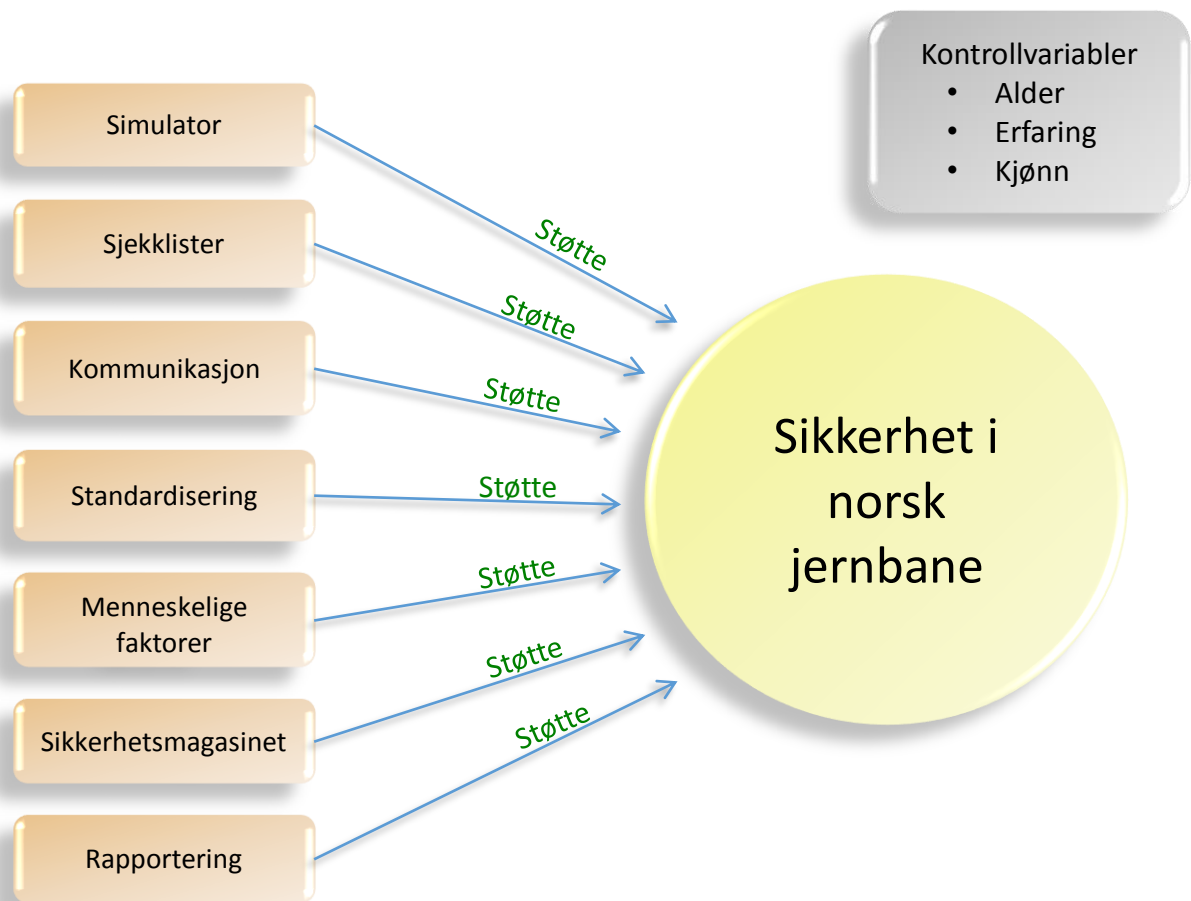 Kontrollvariabler
• Alder
• Erfaring
• Kjønn
Simulator
Støtte
Sjekklister
Støtte
Kommunikasjon
Støtte
Standardisering
Støtte
Menneskelige
faktorer
Støtte
Sikkerhetsmagasinet
Støtte
Rapportering
Støtte
Sikkerhet i
norsk
jernbane